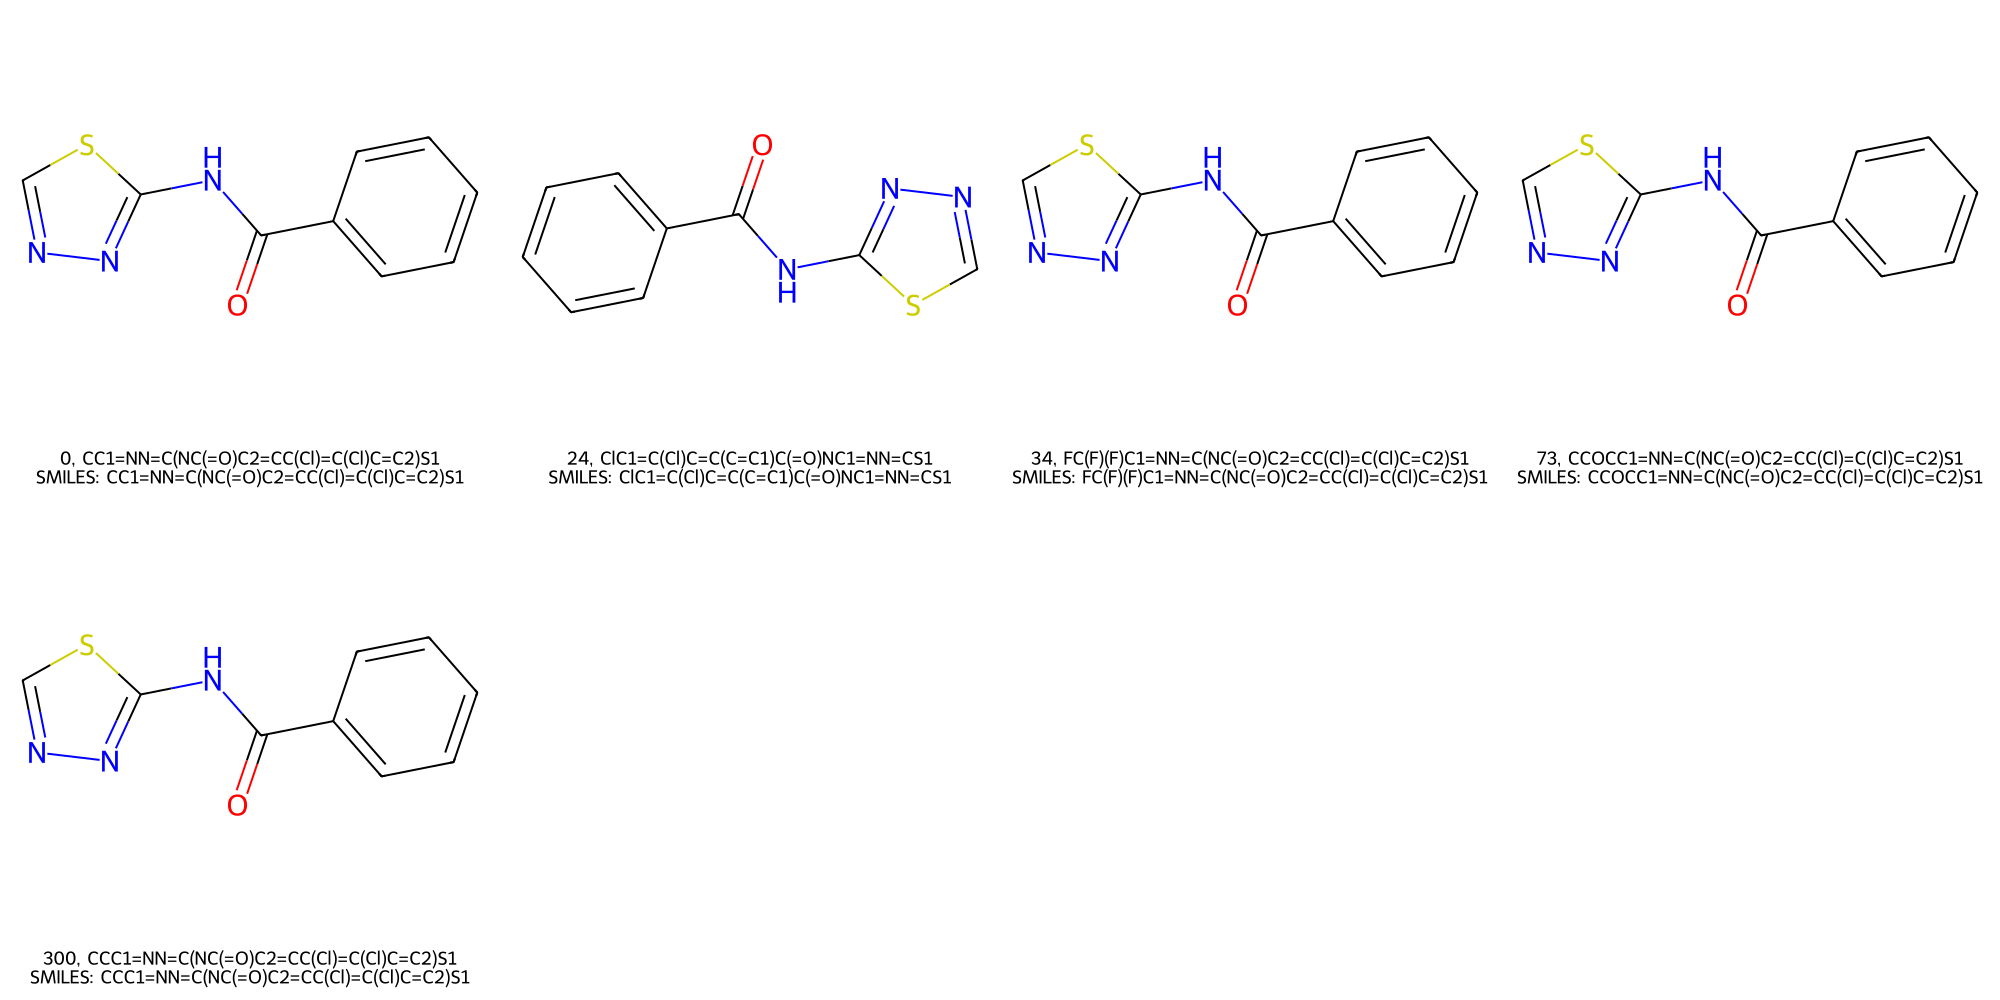 S
H
N
N
N
O
0, CC1=NN=C(NC(=O)C2=CC(Cl)=C(Cl)C=C2)S1
SMILES: CC1=NN=C(NC(=O)C2=CC(Cl)=C(Cl)C=C2)S1
O
N
N
N
H
S
24, ClC1=C(Cl)C=C(C=C1)C(=O)NC1=NN=CS1
SMILES: ClC1=C(Cl)C=C(C=C1)C(=O)NC1=NN=CS1
S
H
N
N
N
O
34, FC(F)(F)C1=NN=C(NC(=O)C2=CC(Cl)=C(Cl)C=C2)S1
SMILES: FC(F)(F)C1=NN=C(NC(=O)C2=CC(Cl)=C(Cl)C=C2)S1
S
H
N
N
N
O
73, CCOCC1=NN=C(NC(=O)C2=CC(Cl)=C(Cl)C=C2)S1
SMILES: CCOCC1=NN=C(NC(=O)C2=CC(Cl)=C(Cl)C=C2)S1
S
H
N
N
N
O
300, CCC1=NN=C(NC(=O)C2=CC(Cl)=C(Cl)C=C2)S1
SMILES: CCC1=NN=C(NC(=O)C2=CC(Cl)=C(Cl)C=C2)S1